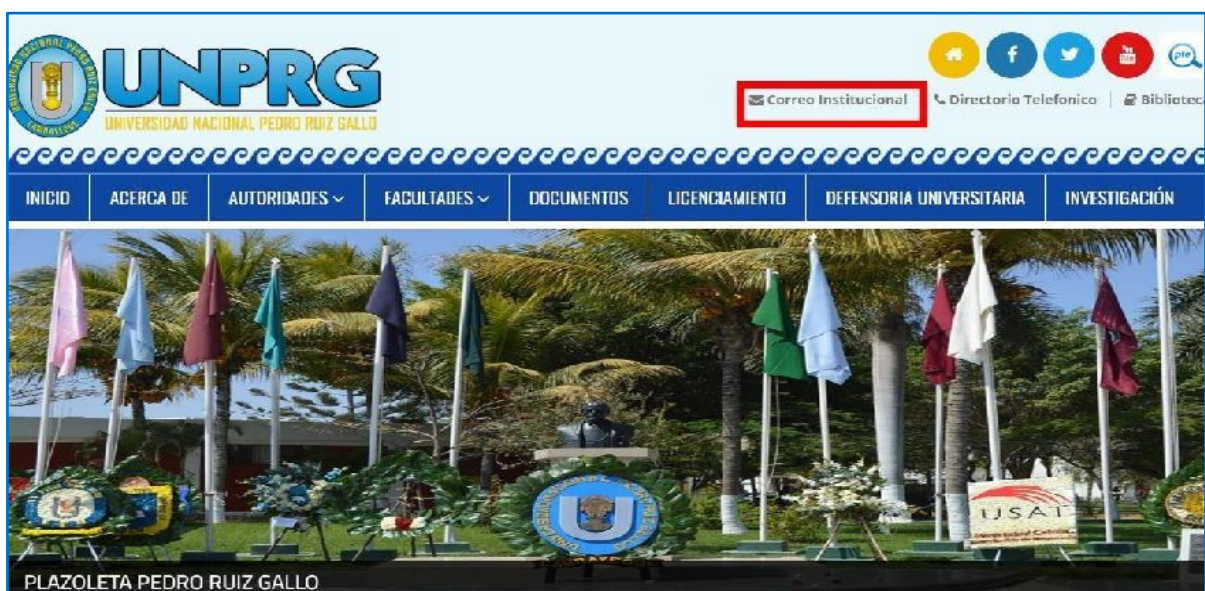 UNPRG
UNIVERSIDAD NACIONAL PEDRO RUIZ GALLO
Correo Institucional
Directorio Telefonico
Bibliotec
INICIO
ACERCA DE
AUTORIDADES
FACULTADES
DOCUMENTOS
LICENCIAMIENTO
DEFENSORIA UNIVERSITARIA
INVESTIGACIÓN
USAT
PLAZOLETA PEDRO RUIZ GALLO